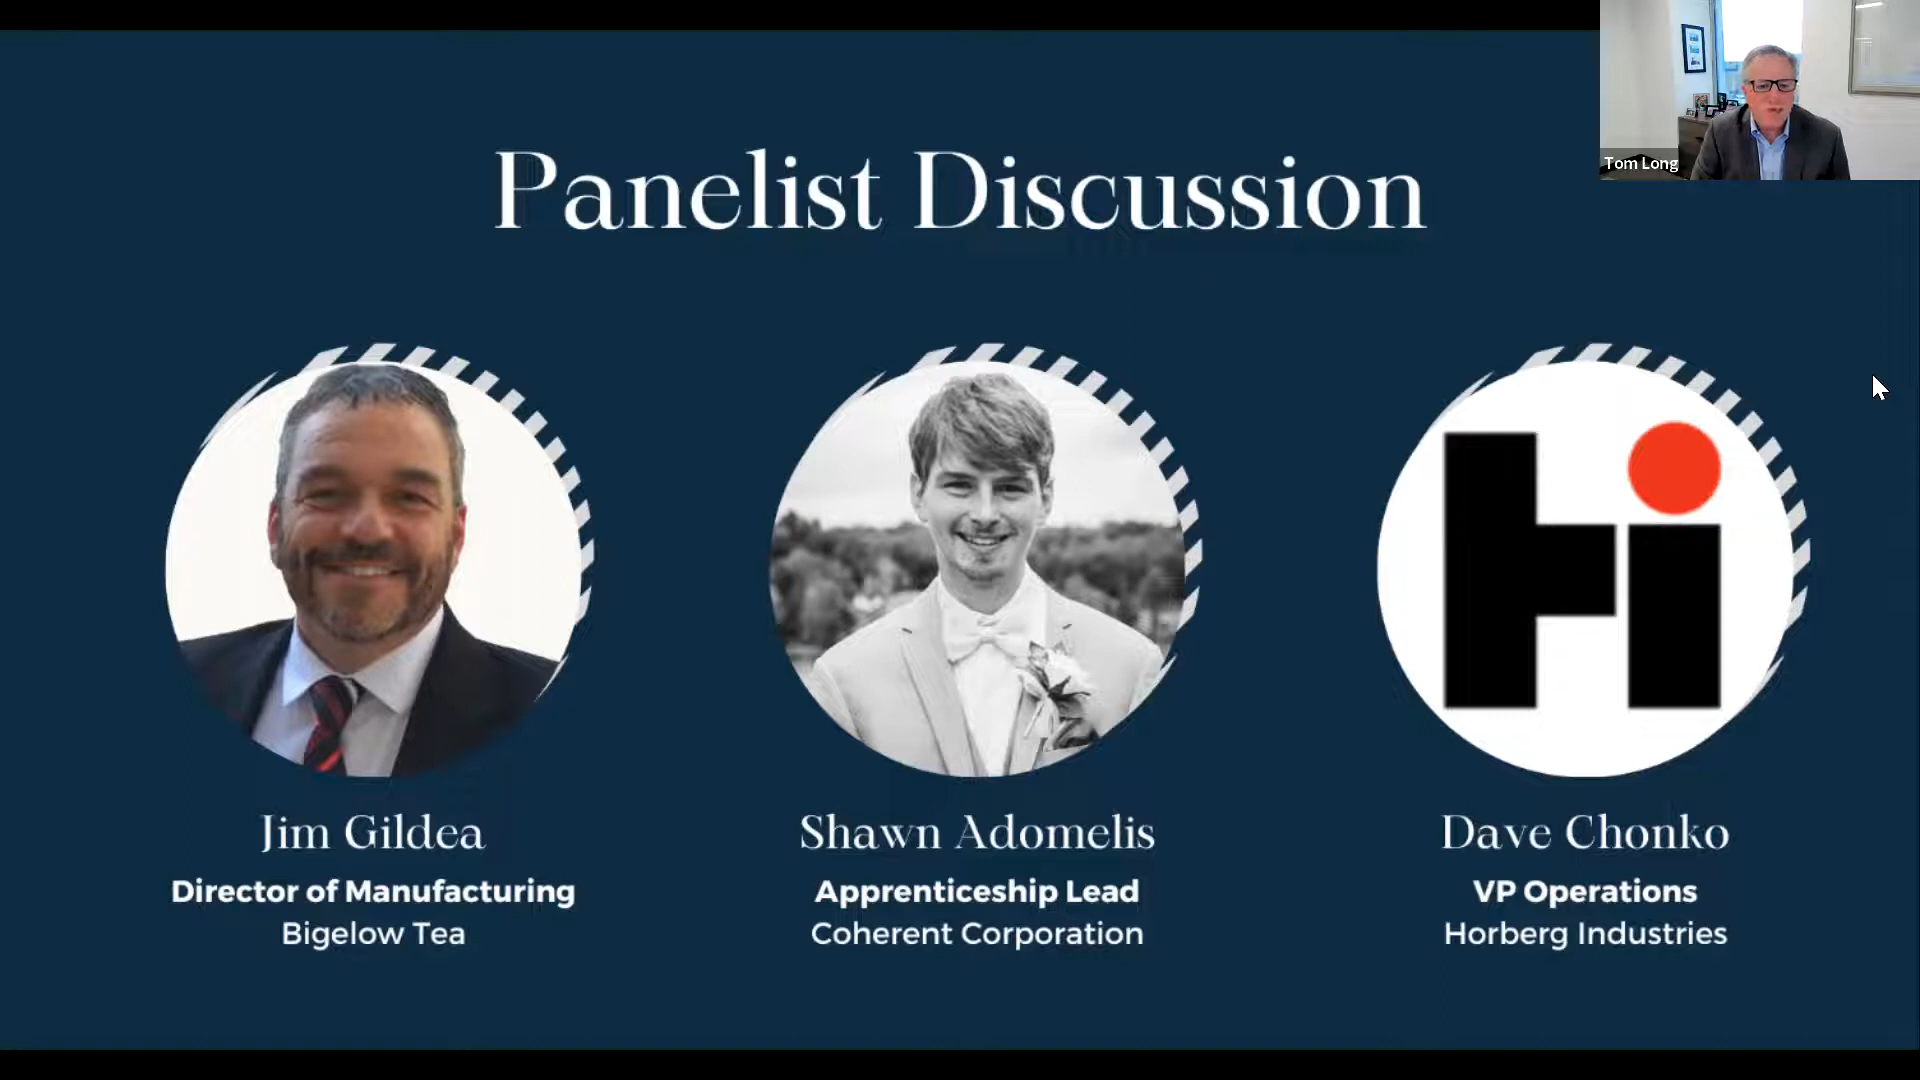 Tom Long
Panelist Discussion
Hi
Jim Gildea
Director of Manufacturing
Bigelow Tea
Shawn Adomelis
Apprenticeship Lead
Coherent Corporation
Dave Chonko
VP Operations
Horberg Industries